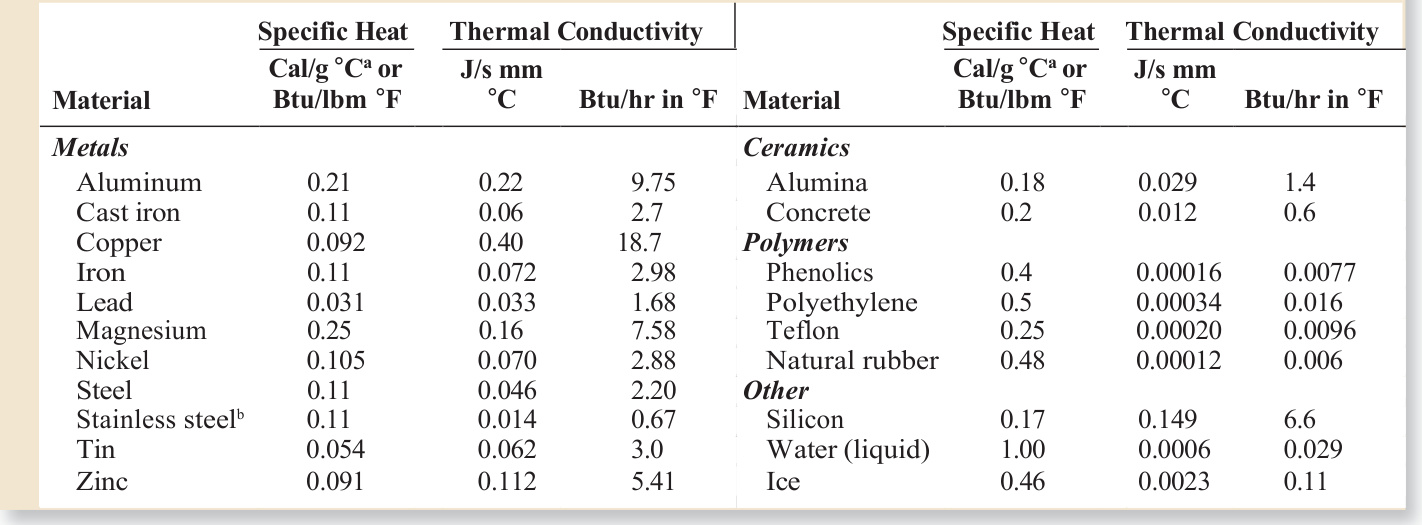 Specific Heat Thermal Conductivity Specific Heat Thermal Conductivity
Cal/g °Cᵃ or J/s mm Cal/g °Cᵃ or J/s mm
Material Btu/lbm °F °C Btu/hr in °F Material Btu/lbm °F °C Btu/hr in °F
Metals Ceramics
Aluminum 0.21 0.22 9.75 Alumina 0.18 0.029 1.4
Cast iron 0.11 0.06 2.7 Concrete 0.2 0.012 0.6
Copper 0.092 0.40 18.7 Polymers
Iron 0.11 0.072 2.98 Phenolics 0.4 0.00016 0.0077
Lead 0.031 0.033 1.68 Polyethylene 0.5 0.00034 0.016
Magnesium 0.25 0.16 7.58 Teflon 0.25 0.00020 0.0096
Nickel 0.105 0.070 2.88 Natural rubber 0.48 0.00012 0.006
Steel 0.11 0.046 2.20 Other
Stainless steelᵇ 0.11 0.014 0.67 Silicon 0.17 0.149 6.6
Tin 0.054 0.062 3.0 Water (liquid) 1.00 0.0006 0.029
Zinc 0.091 0.112 5.41 Ice 0.46 0.0023 0.11